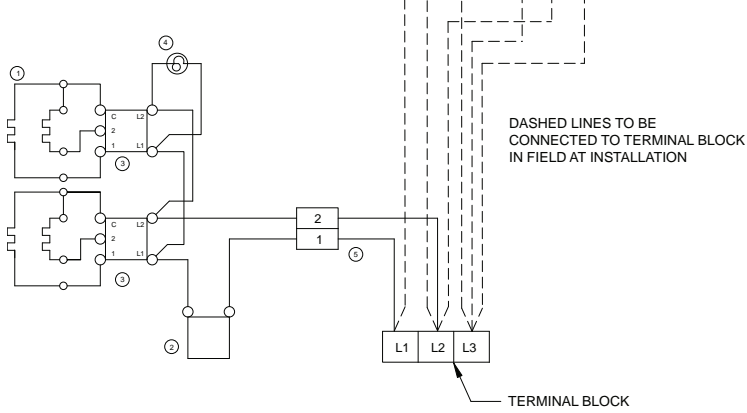 4
1
C L2
2
1 L1
3
DASHED LINES TO BE
CONNECTED TO TERMINAL BLOCK
IN FIELD AT INSTALLATION
C L2
2
1 L1
3
2
1
5
2
L1 L2 L3
TERMINAL BLOCK